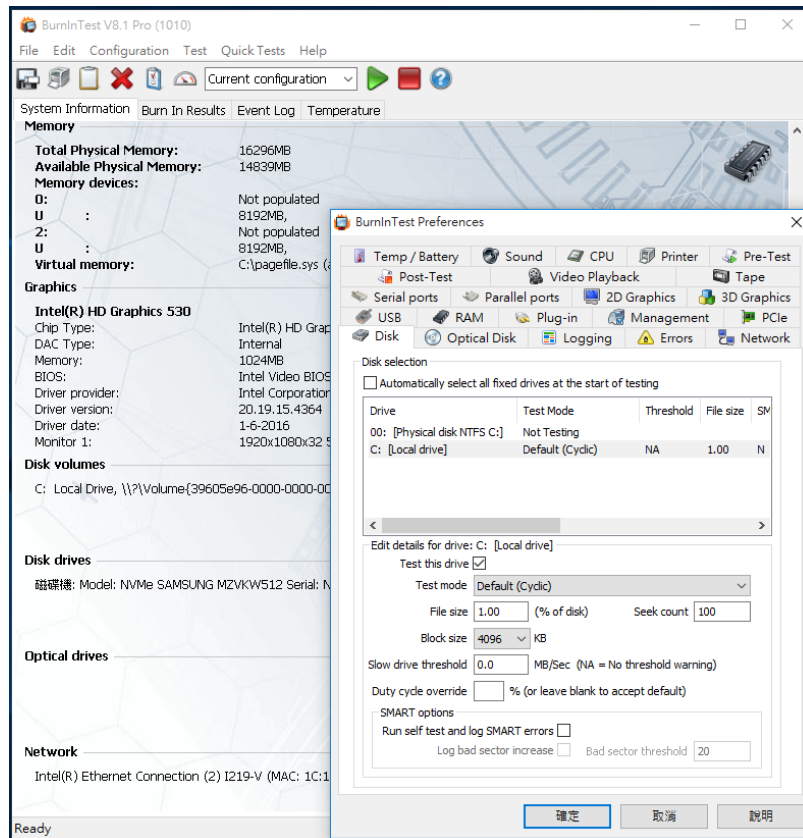 BurnInTest V8.1 Pro (1010)
File Edit Configuration Test Quick Tests Help
Current configuration
System Information Burn In Results Event Log Temperature
Memory
Total Physical Memory: 16296MB
Available Physical Memory: 14839MB
Memory devices:
0: Not populated
U : 8192MB,
2: Not populated
U : 8192MB,
Virtual memory: C:\pagefile.sys
Graphics
Intel(R) HD Graphics 530
Chip Type: Intel(R) HD Grap
DAC Type: Internal
Memory: 1024MB
BIOS: Intel Video BIOS
Driver provider: Intel Corporation
Driver version: 20.19.15.4364
Driver date: 1-6-2016
Monitor 1: 1920x1080x32
Disk volumes
C: Local Drive, \\?\Volume{39605e96-0000-0000-00
Disk drives
磁碟機: Model: NVMe SAMSUNG MZVKW512 Serial: N
Optical drives
Network
Intel(R) Ethernet Connection (2) I219-V (MAC: 1C:1
Ready
BurnInTest Preferences
Temp / Battery Sound CPU Printer Pre-Test
Post-Test Video Playback Tape
Serial ports Parallel ports 2D Graphics 3D Graphics
USB RAM Plug-in Management PCIe
Disk Optical Disk Logging Errors Network
Disk selection
Automatically select all fixed drives at the start of testing
Drive Test Mode Threshold File size SM
00: [Physical disk NTFS C:] Not Testing
C: [Local drive] Default (Cyclic) NA 1.00 N
Edit details for drive: C: [Local drive]
Test this drive
Test mode Default (Cyclic)
File size 1.00 (% of disk) Seek count 100
Block size 4096 KB
Slow drive threshold 0.0 MB/Sec (NA = No threshold warning)
Duty cycle override % (or leave blank to accept default)
SMART options
Run self test and log SMART errors
Log bad sector increase Bad sector threshold 20
確定 取消 說明